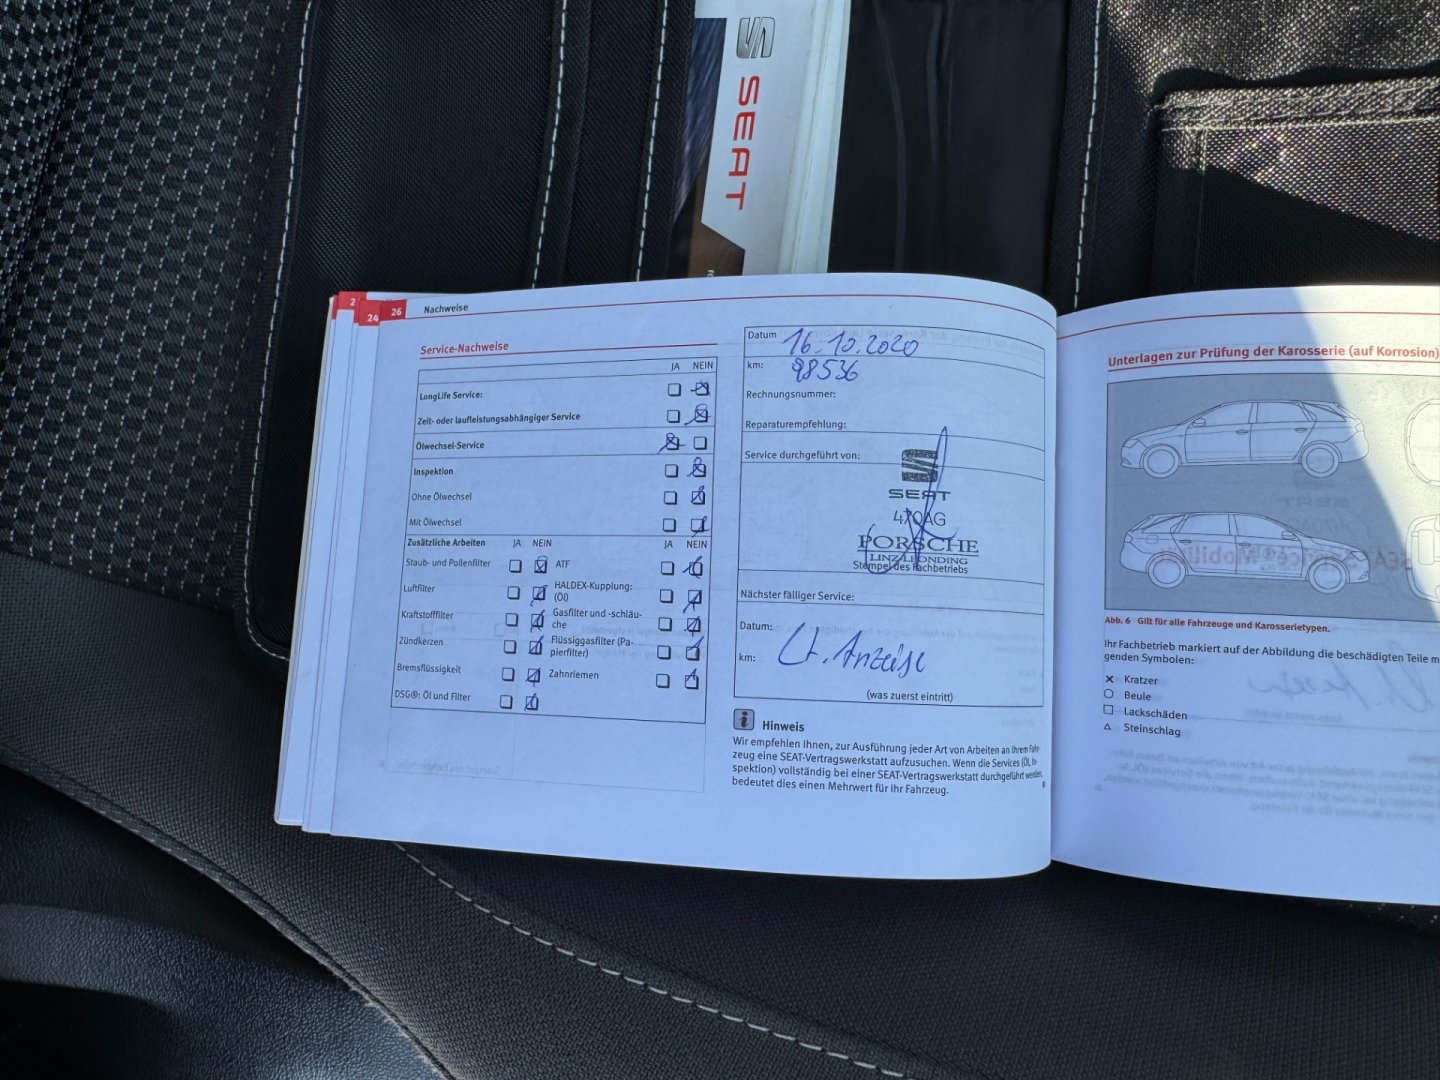 SEAT
2
24
26 Nachweise
Service-Nachweise
JA NEIN
LongLife Service:
Zeit- oder laufleistungsabhängiger Service
Ölwechsel-Service
Inspektion
Ohne Ölwechsel
Mit Ölwechsel
Zusätzliche Arbeiten JA NEIN JA NEIN
Staub- und Pollenfilter ATF
Luftfilter HALDEX-Kupplung:
(Öl)
Kraftstofffilter Gasfilter und -schläu-
che
Zündkerzen Flüssiggasfilter (Pa-
pierfilter)
Bremsflüssigkeit Zahnriemen
DSG®: Öl und Filter
Datum 16.10.2020
km: 98536
Rechnungsnummer:
Reparaturempfehlung:
Service durchgeführt von:
SEAT
470AG
PORSCHE
LINZ LEONDING
Stempel des Fachbetriebs
Nächster fälliger Service:
Datum:
km: Lt. Anzeige
(was zuerst eintritt)
i Hinweis
Wir empfehlen Ihnen, zur Ausführung jeder Art von Arbeiten an Ihrem Fahr-
zeug eine SEAT-Vertragswerkstatt aufzusuchen. Wenn die Services (Öl, In-
spektion) vollständig bei einer SEAT-Vertragswerkstatt durchgeführt werden,
bedeutet dies einen Mehrwert für Ihr Fahrzeug.
Unterlagen zur Prüfung der Karosserie (auf Korrosion)
Abb. 6 Gilt für alle Fahrzeuge und Karosserietypen.
Ihr Fachbetrieb markiert auf der Abbildung die beschädigten Teile m
genden Symbolen:
Kratzer
Beule
Lackschäden
Steinschlag